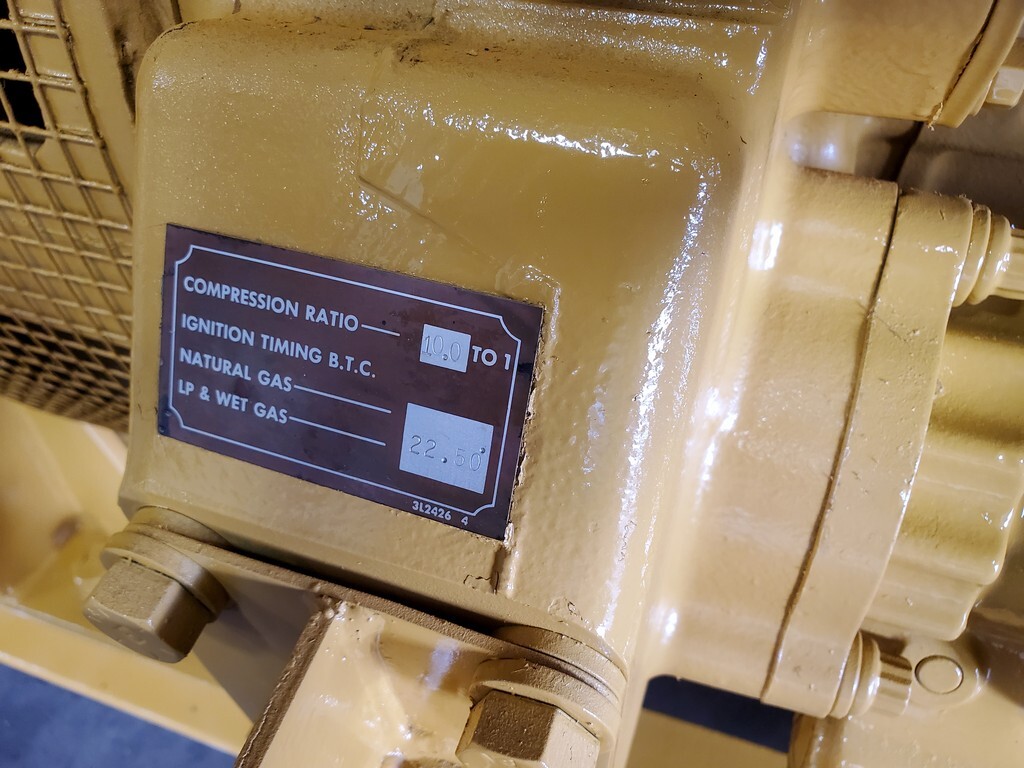 COMPRESSION RATIO 10.0 TO 1
IGNITION TIMING B.T.C.
NATURAL GAS
LP & WET GAS 22.50°
3L2426 4